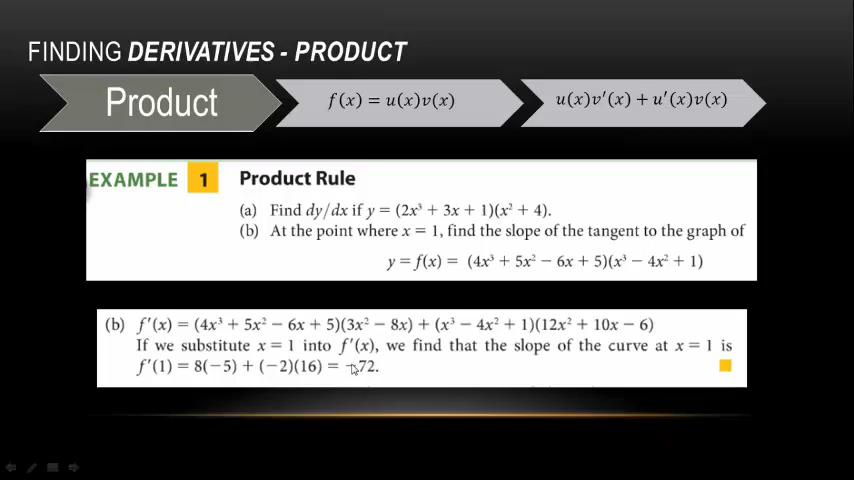 FINDING DERIVATIVES - PRODUCT
Product
f(x) = u(x)v(x)
u(x)v′(x) + u′(x)v(x)
EXAMPLE 1 Product Rule
(a) Find dy/dx if y = (2x³ + 3x + 1)(x² + 4).
(b) At the point where x = 1, find the slope of the tangent to the graph of
y = f(x) = (4x³ + 5x² − 6x + 5)(x³ − 4x² + 1)
(b) f′(x) = (4x³ + 5x² − 6x + 5)(3x² − 8x) + (x³ − 4x² + 1)(12x² + 10x − 6)
If we substitute x = 1 into f′(x), we find that the slope of the curve at x = 1 is
f′(1) = 8(−5) + (−2)(16) = −72.